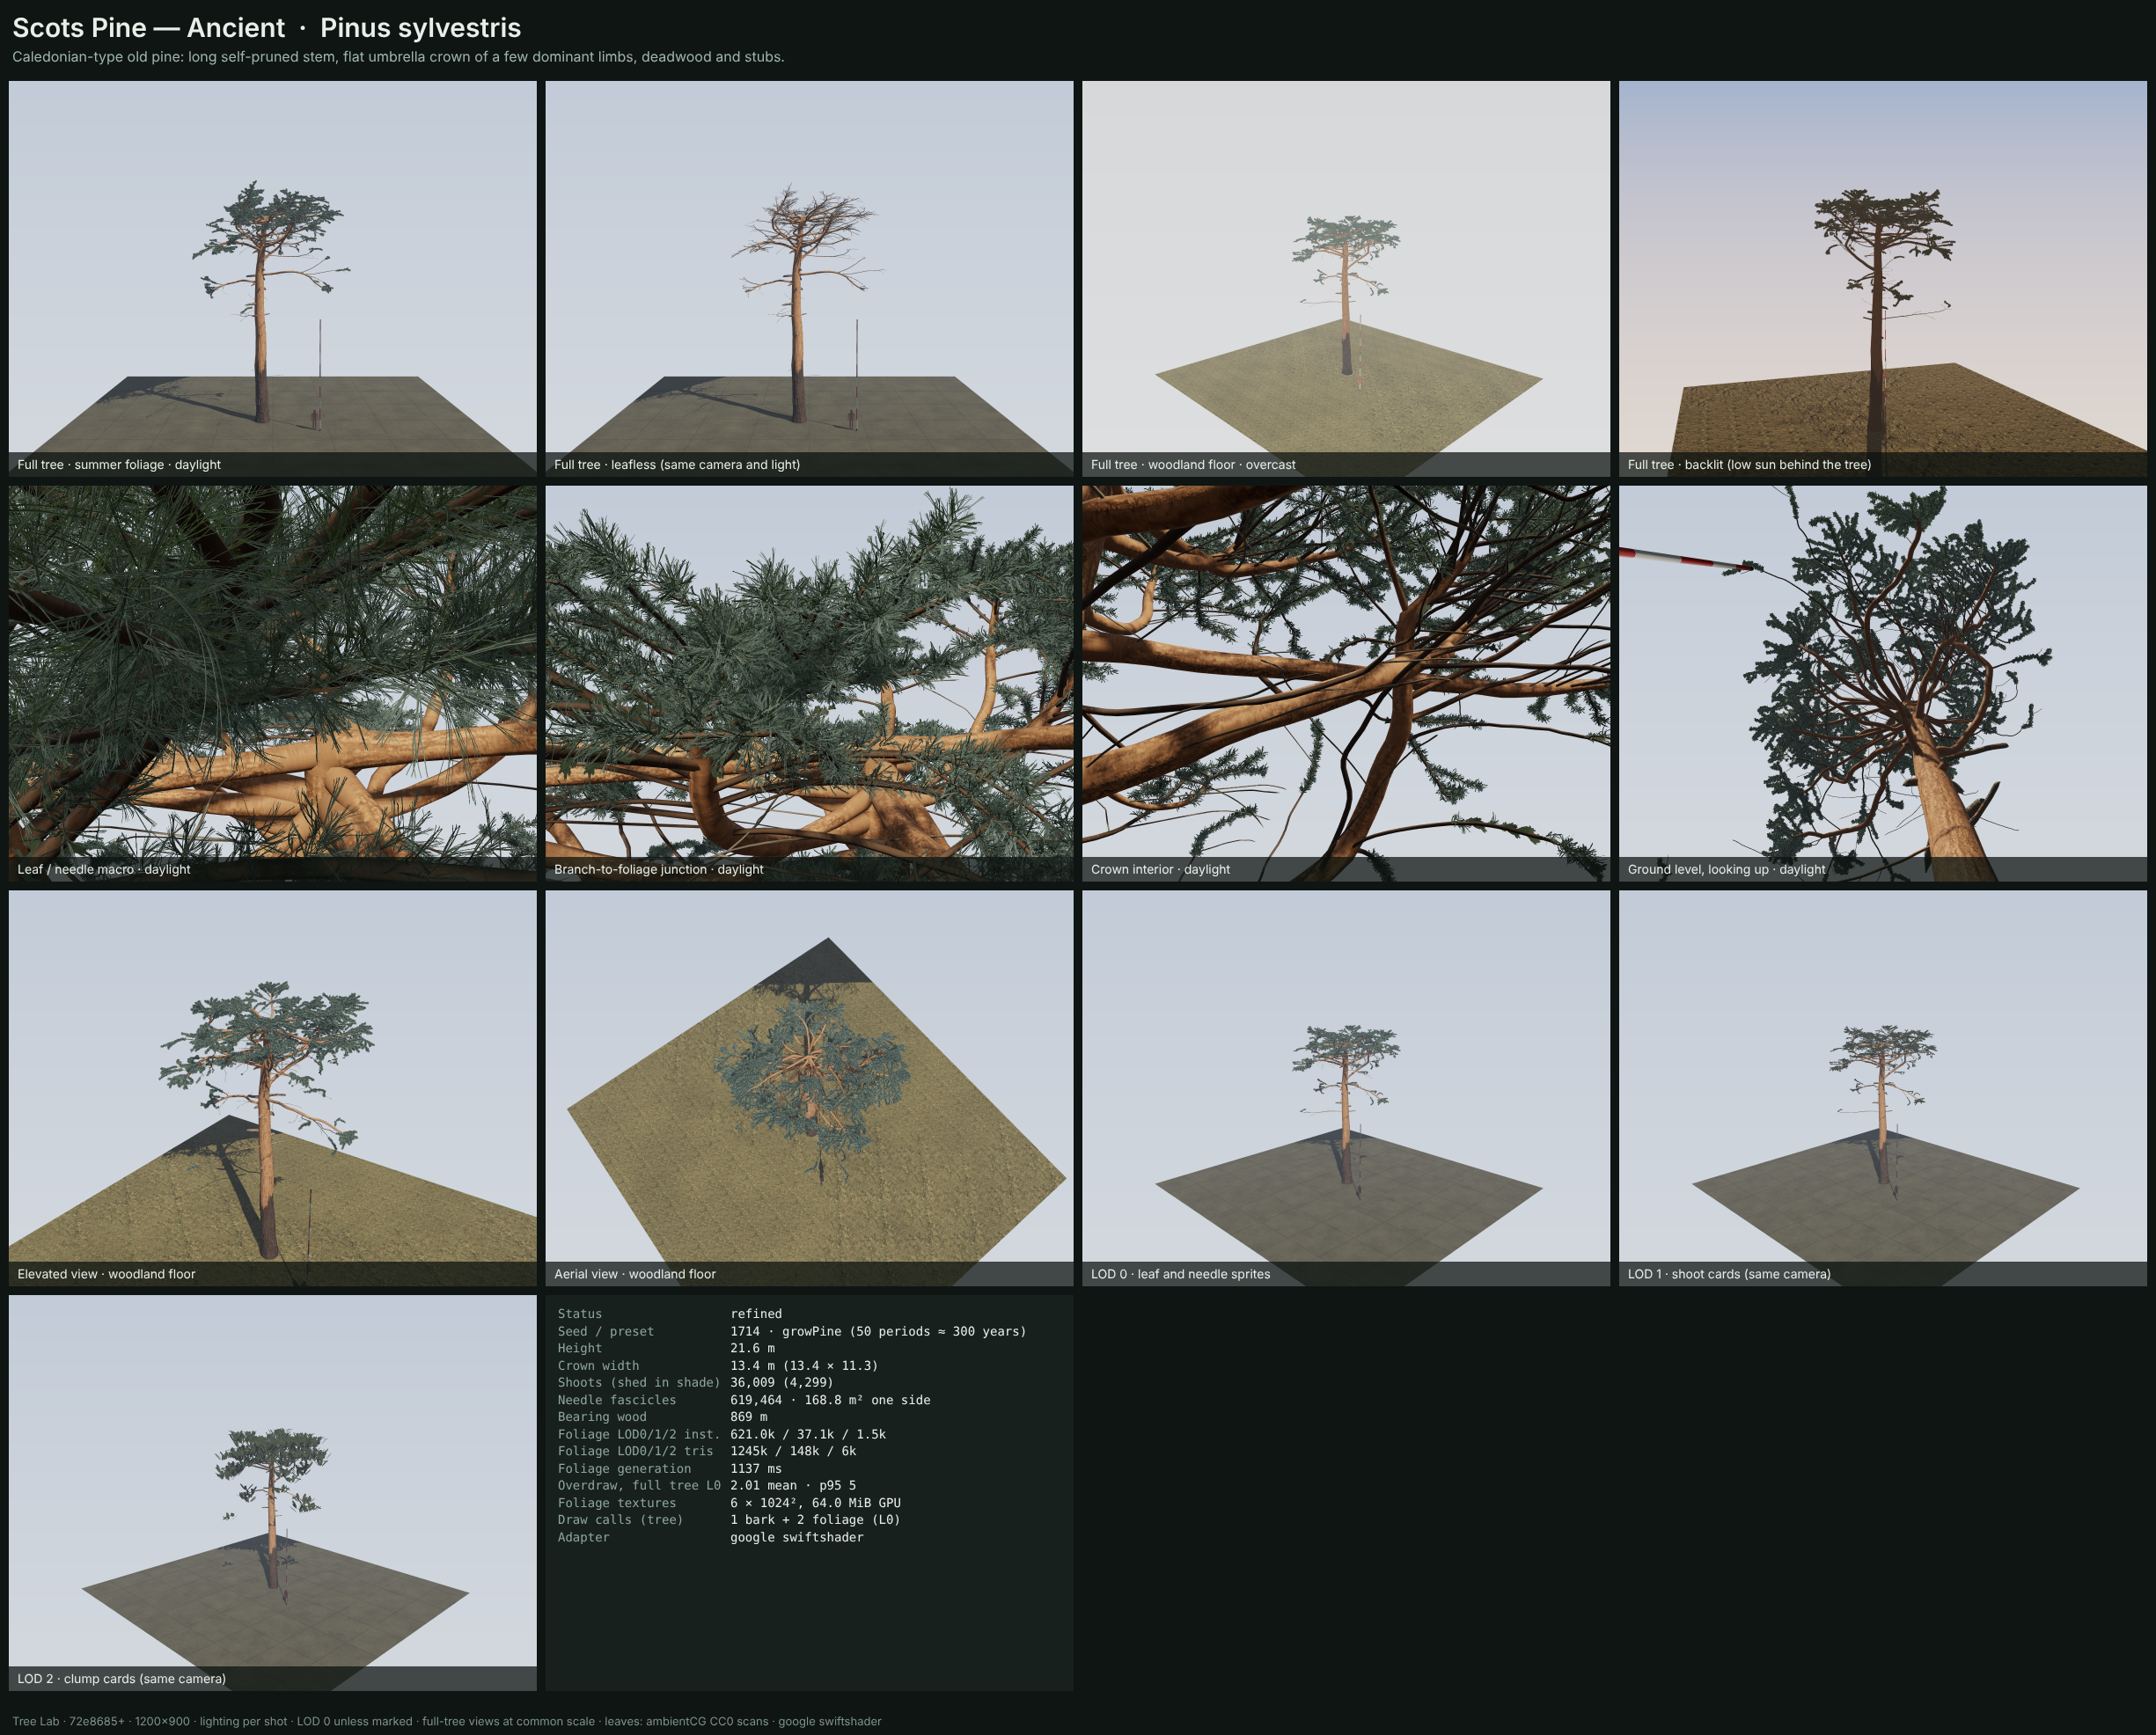 Scots Pine — Ancient · Pinus sylvestris
Caledonian-type old pine: long self-pruned stem, flat umbrella crown of a few dominant limbs, deadwood and stubs.
Full tree · summer foliage · daylight
Full tree · leafless (same camera and light)
Full tree · woodland floor · overcast
Full tree · backlit (low sun behind the tree)
Leaf / needle macro · daylight
Branch-to-foliage junction · daylight
Crown interior · daylight
Ground level, looking up · daylight
Elevated view · woodland floor
Aerial view · woodland floor
LOD 0 · leaf and needle sprites
LOD 1 · shoot cards (same camera)
LOD 2 · clump cards (same camera)
Status refined
Seed / preset 1714 · growPine (50 periods ≈ 300 years)
Height 21.6 m
Crown width 13.4 m (13.4 × 11.3)
Shoots (shed in shade) 36,009 (4,299)
Needle fascicles 619,464 · 168.8 m² one side
Bearing wood 869 m
Foliage LOD0/1/2 inst. 621.0k / 37.1k / 1.5k
Foliage LOD0/1/2 tris 1245k / 148k / 6k
Foliage generation 1137 ms
Overdraw, full tree L0 2.01 mean · p95 5
Foliage textures 6 × 1024², 64.0 MiB GPU
Draw calls (tree) 1 bark + 2 foliage (L0)
Adapter google swiftshader
Tree Lab · 72e8685+ · 1200×900 · lighting per shot · LOD 0 unless marked · full-tree views at common scale · leaves: ambientCG CC0 scans · google swiftshader